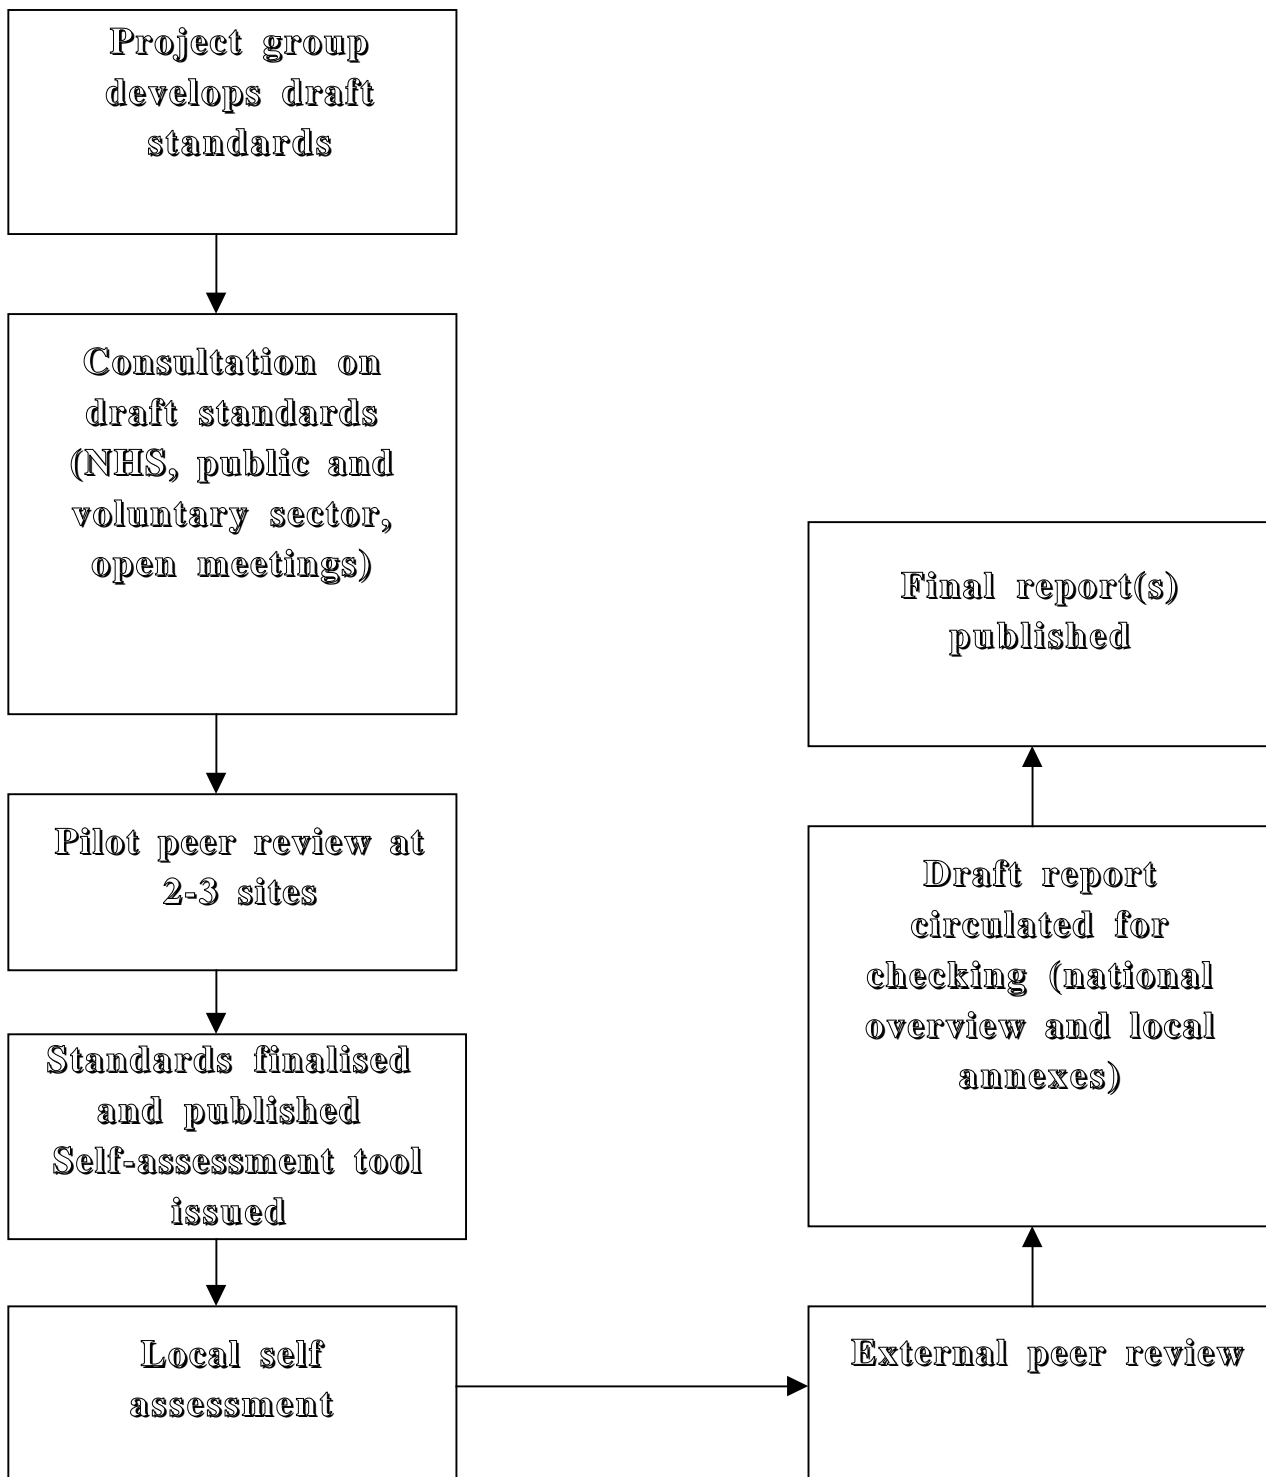 Project group
develops draft
standards
Consultation on
draft standards
(NHS, public and
voluntary sector,
open meetings)
Pilot peer review at
2-3 sites
Standards finalised
and published
Self-assessment tool
issued
Local self
assessment
External peer review
Draft report
circulated for
checking (national
overview and local
annexes)
Final report(s)
published